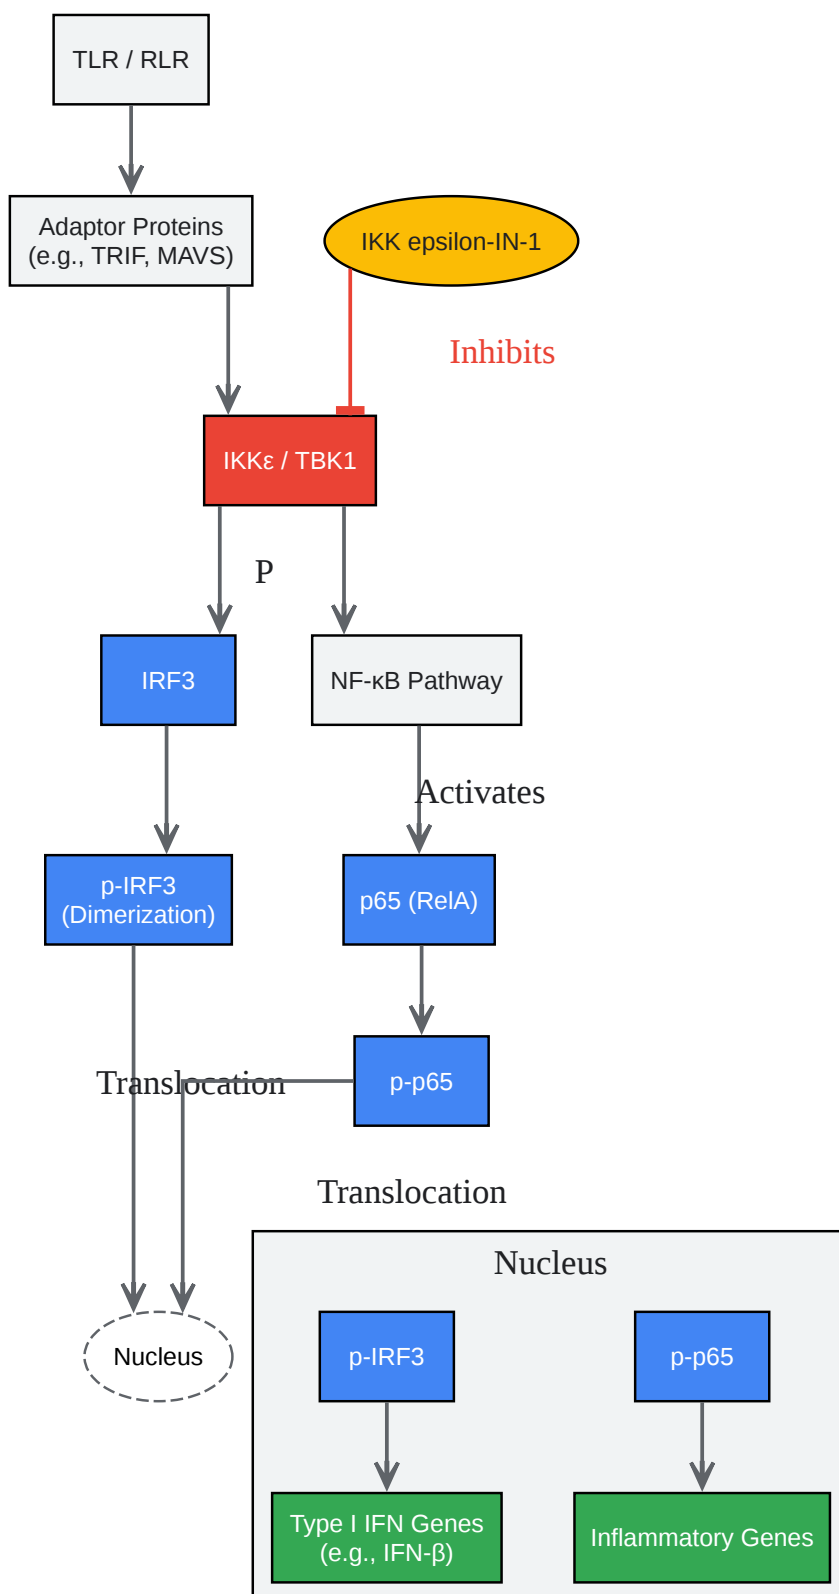 TLR / RLR
Adaptor Proteins
(e.g., TRIF, MAVS)
IKK epsilon-IN-1
Inhibits
IKKε / TBK1
P
IRF3
NF-κB Pathway
Activates
p-IRF3
(Dimerization)
p65 (RelA)
Translocation
p-p65
Translocation
Nucleus
Nucleus
p-IRF3
p-p65
Type I IFN Genes
(e.g., IFN-β)
Inflammatory Genes